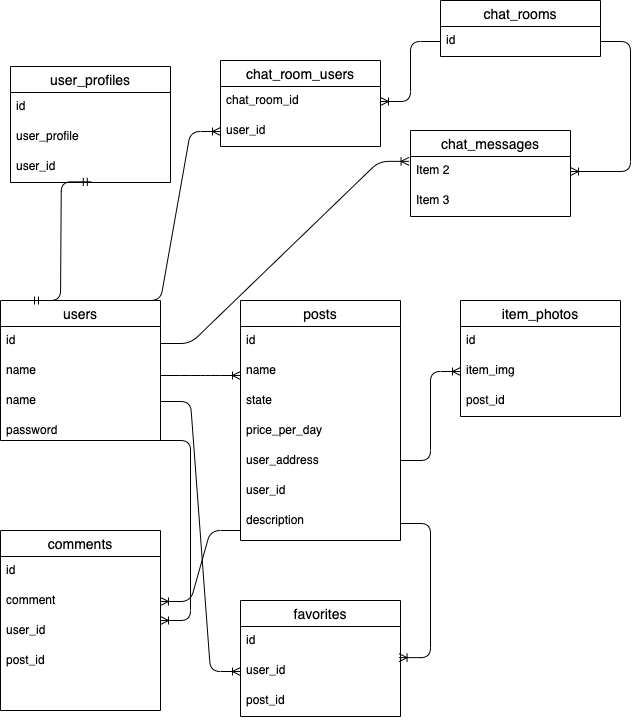 chat_rooms
id
user_profiles
id
user_profile
user_id
chat_room_users
chat_room_id
user_id
chat_messages
Item 2
Item 3
users
id
name
name
password
posts
id
name
state
price_per_day
user_address
user_id
description
item_photos
id
item_img
post_id
comments
id
comment
user_id
post_id
favorites
id
user_id
post_id